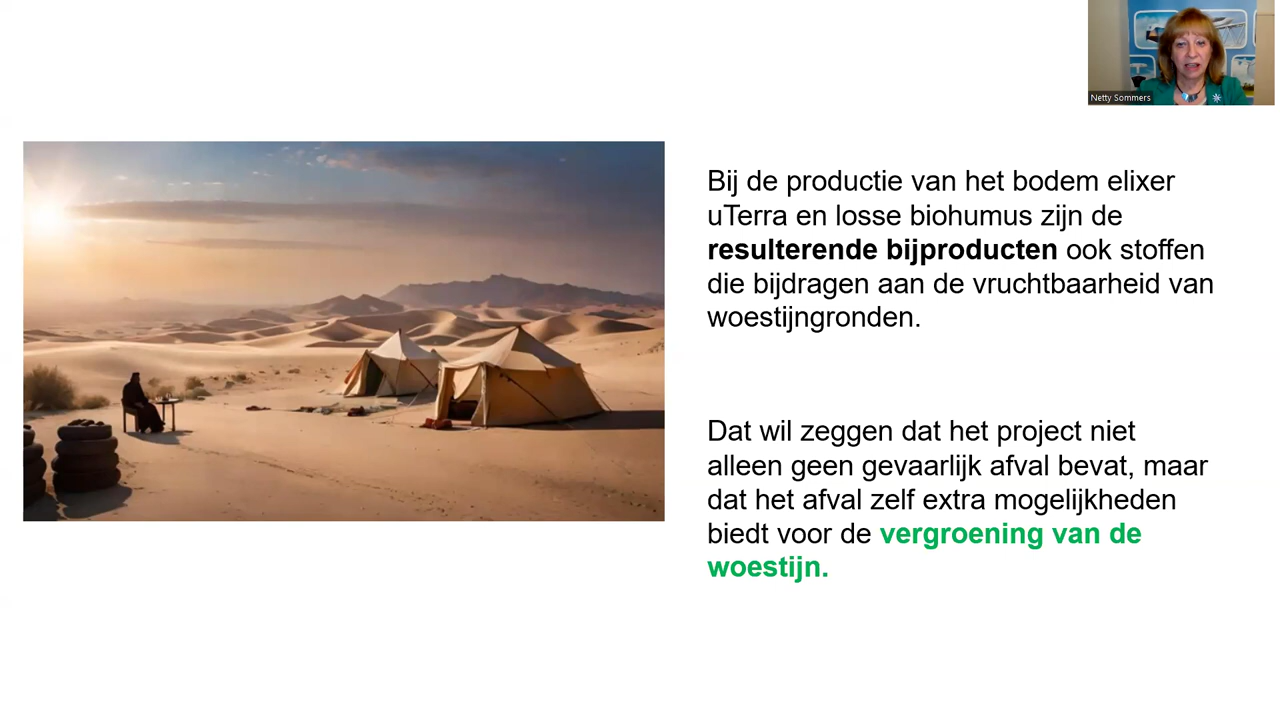 Netty Sommers
Bij de productie van het bodem elixer
uTerra en losse biohumus zijn de
resulterende bijproducten ook stoffen
die bijdragen aan de vruchtbaarheid van
woestijngronden.
Dat wil zeggen dat het project niet
alleen geen gevaarlijk afval bevat, maar
dat het afval zelf extra mogelijkheden
biedt voor de vergroening van de
woestijn.